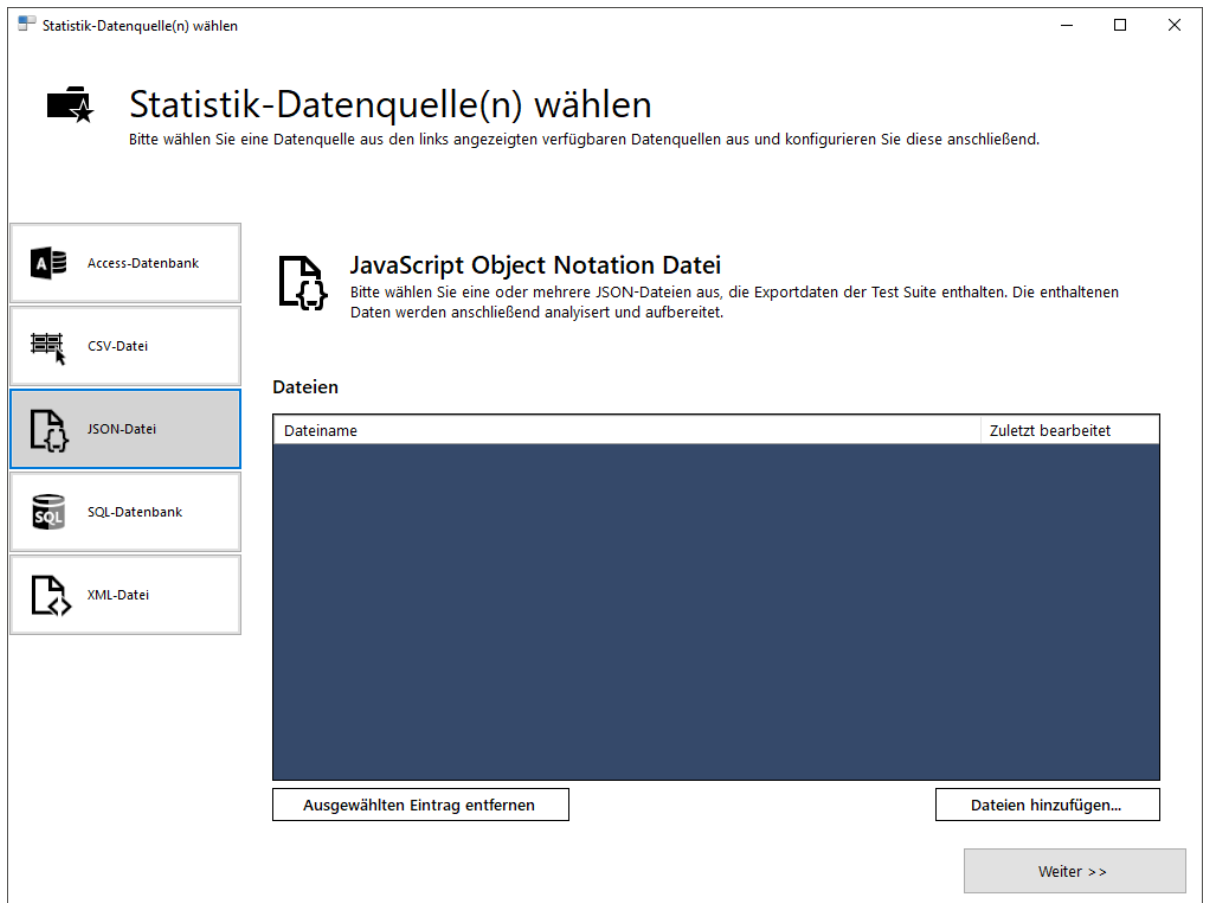 Statistik-Datenquelle(n) wählen
Statistik-Datenquelle(n) wählen
Bitte wählen Sie eine Datenquelle aus den links angezeigten verfügbaren Datenquellen aus und konfigurieren Sie diese anschließend.
Access-Datenbank
CSV-Datei
JSON-Datei
SQL-Datenbank
XML-Datei
JavaScript Object Notation Datei
Bitte wählen Sie eine oder mehrere JSON-Dateien aus, die Exportdaten der Test Suite enthalten. Die enthaltenen
Daten werden anschließend analyisert und aufbereitet.
Dateien
Dateiname Zuletzt bearbeitet
Ausgewählten Eintrag entfernen Dateien hinzufügen...
Weiter >>